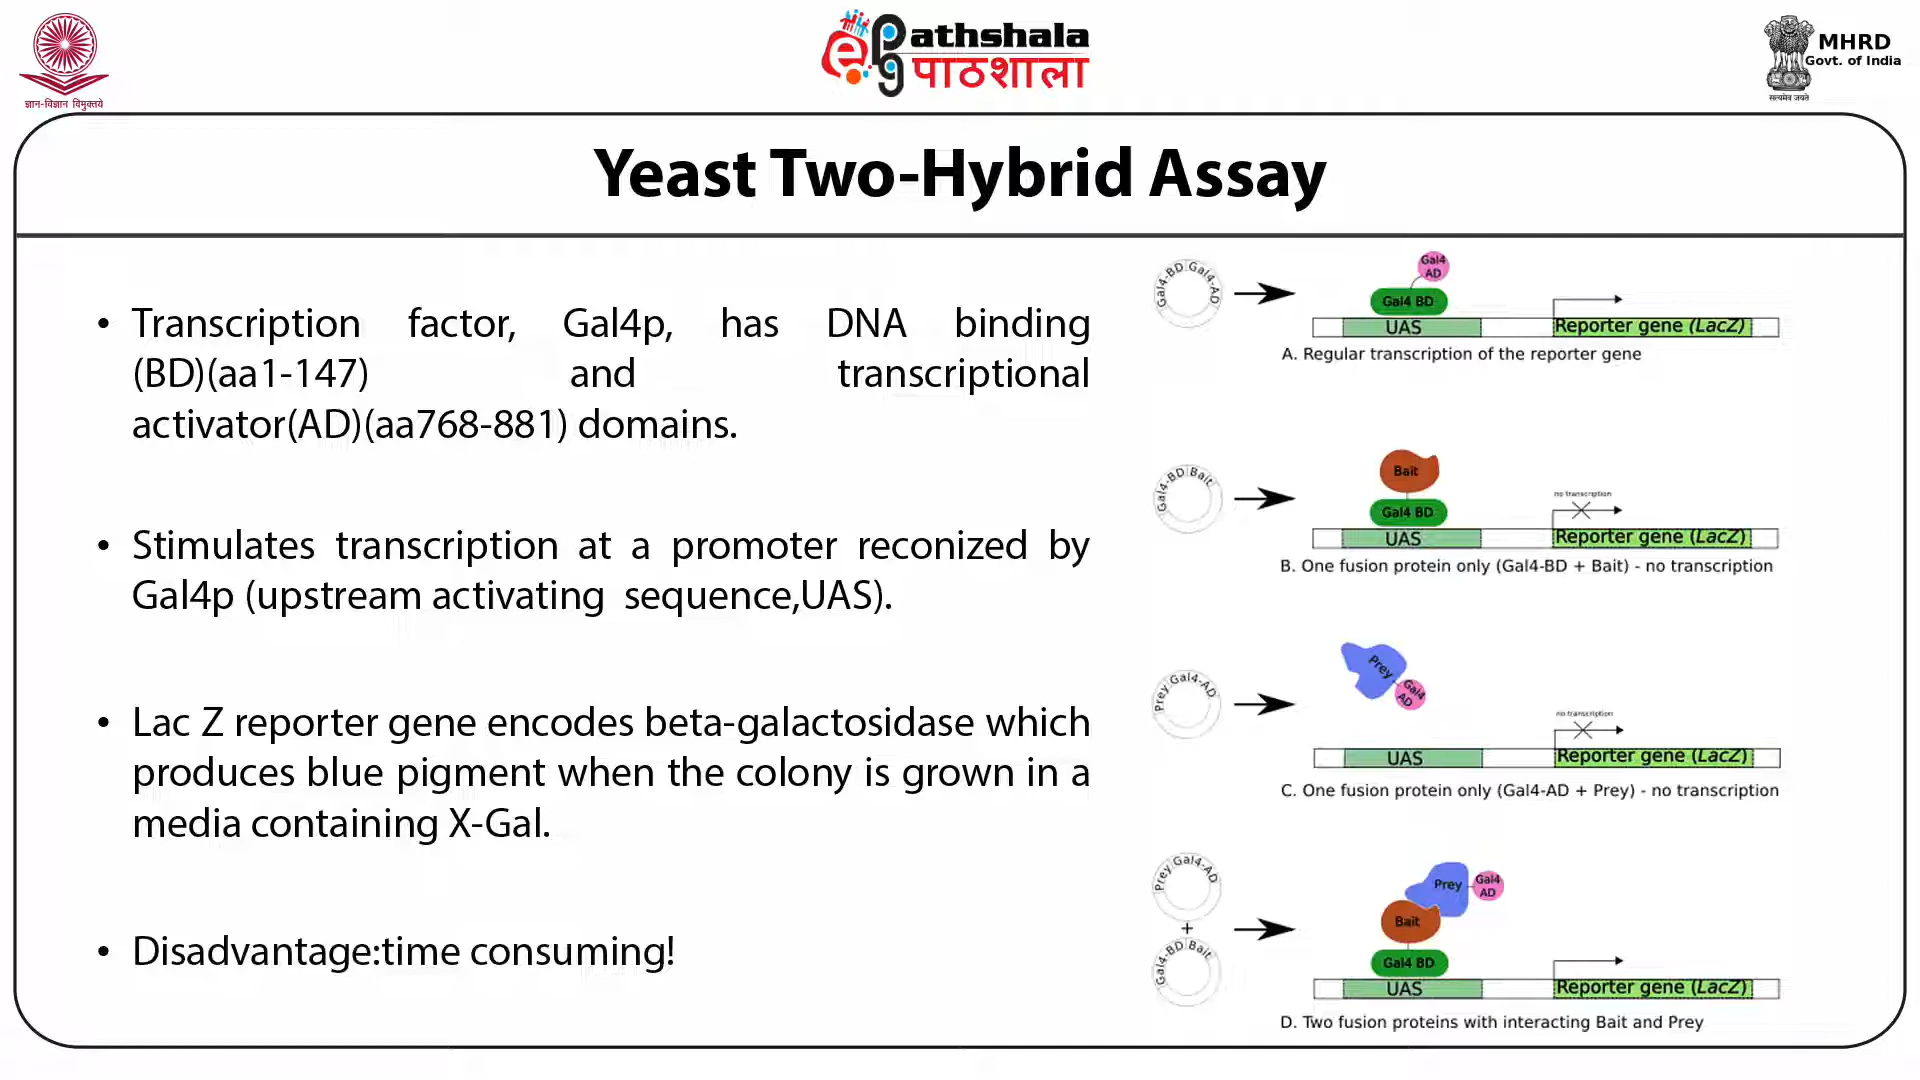 ज्ञान-विज्ञान विमुक्तये
ePathshala
पाठशाला
MHRD
Govt. of India
सत्यमेव जयते
Yeast Two-Hybrid Assay
• Transcription factor, Gal4p, has DNA binding
(BD)(aa1-147) and transcriptional
activator(AD)(aa768-881) domains.
• Stimulates transcription at a promoter reconized by
Gal4p (upstream activating sequence,UAS).
• Lac Z reporter gene encodes beta-galactosidase which
produces blue pigment when the colony is grown in a
media containing X-Gal.
• Disadvantage:time consuming!
Gal4-BD Gal4-AD
Gal4
AD
Gal4 BD
UAS
Reporter gene (LacZ)
A. Regular transcription of the reporter gene
Gal4-BD Bait
Bait
Gal4 BD
no transcription
UAS
Reporter gene (LacZ)
B. One fusion protein only (Gal4-BD + Bait) - no transcription
Prey Gal4-AD
Prey
Gal4
AD
no transcription
UAS
Reporter gene (LacZ)
C. One fusion protein only (Gal4-AD + Prey) - no transcription
Prey Gal4-AD
+
Gal4-BD Bait
Prey
Gal4
AD
Bait
Gal4 BD
UAS
Reporter gene (LacZ)
D. Two fusion proteins with interacting Bait and Prey